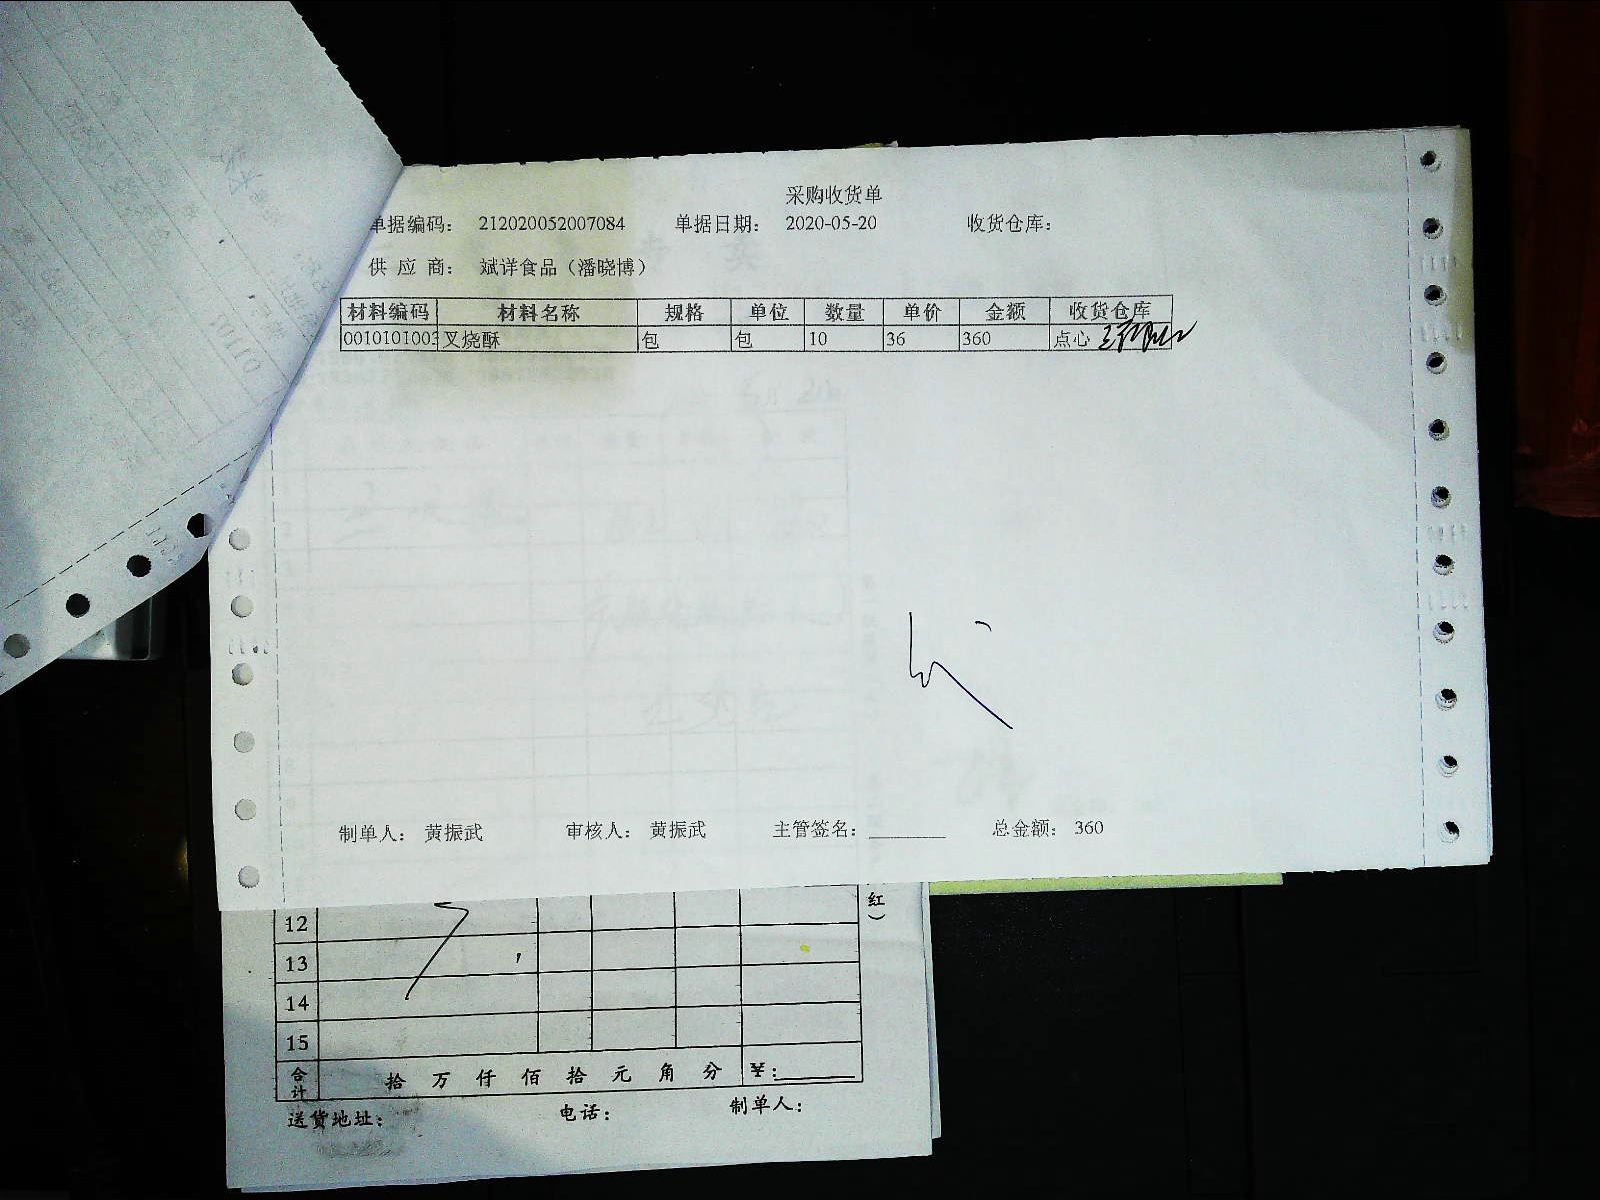 采购收货单
单据编码： 212020052007084 单据日期： 2020-05-20 收货仓库：
供 应 商： 斌详食品（潘晓博）
材料编码 材料名称 规格 单位 数量 单价 金额 收货仓库
0010101003 叉烧酥 包 包 10 36 360 点心
制单人： 黄振武 审核人： 黄振武 主管签名： 总金额： 360
红）
12
13
14
15
合计 拾 万 仟 佰 拾 元 角 分 ¥：
送货地址： 电话： 制单人：